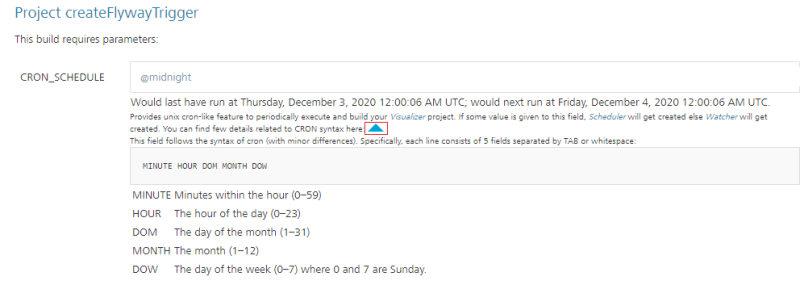 Project createFlywayTrigger
This build requires parameters:
CRON_SCHEDULE
@midnight
Would last have run at Thursday, December 3, 2020 12:00:06 AM UTC; would next run at Friday, December 4, 2020 12:00:06 AM UTC.
Provides unix cron-like feature to periodically execute and build your Visualizer project. If some value is given to this field, Scheduler will get created else Watcher will get
created. You can find few details related to CRON syntax here:
This field follows the syntax of cron (with minor differences). Specifically, each line consists of 5 fields separated by TAB or whitespace:
MINUTE HOUR DOM MONTH DOW
MINUTE Minutes within the hour (0–59)
HOUR The hour of the day (0–23)
DOM The day of the month (1–31)
MONTH The month (1–12)
DOW The day of the week (0–7) where 0 and 7 are Sunday.